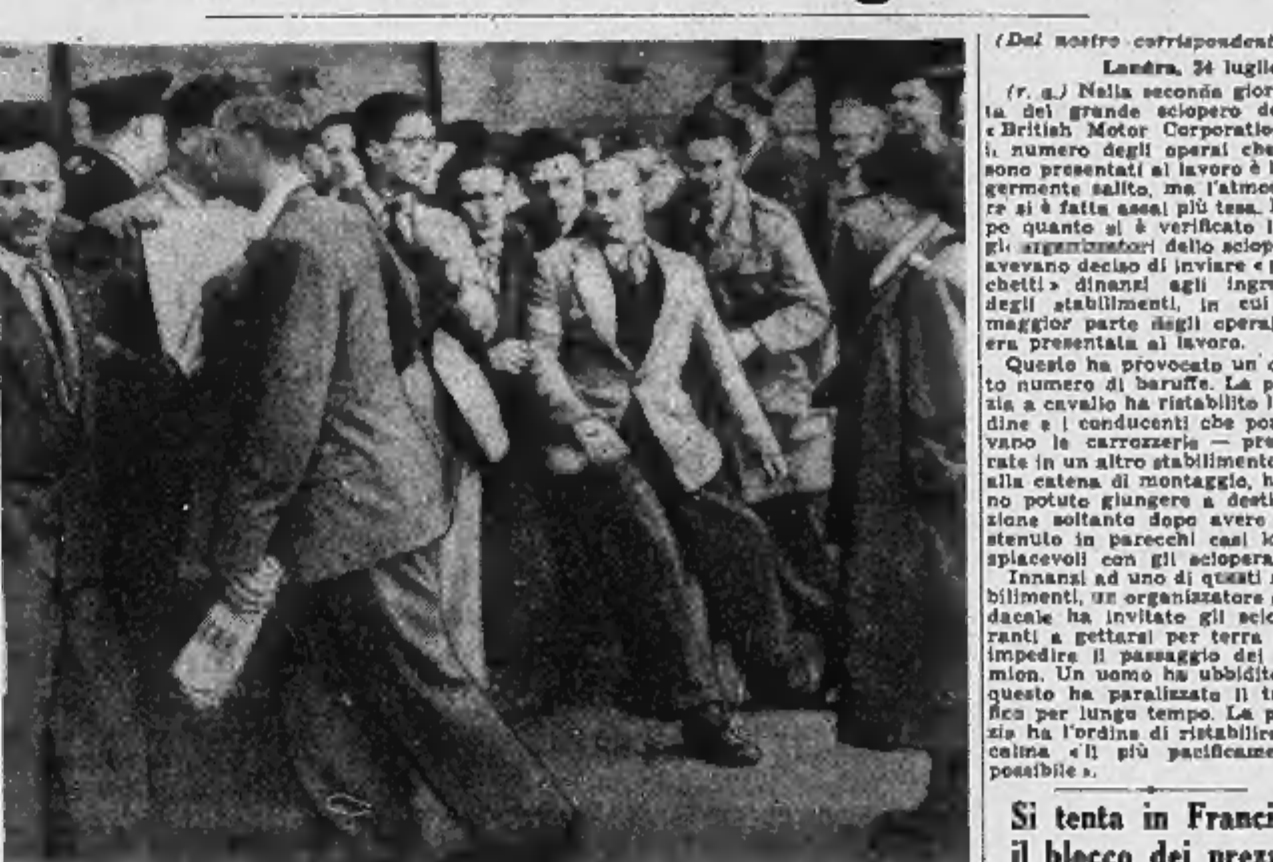 (Dal nostro corrispondent
Londra, 24 luglio
(r. a.) Nella seconda gior
ta del grande sciopero de
«British Motor Corporatio
il numero degli operai che
sono presentati al lavoro è l
germente salito, ma l'atmos
re si è fatta assai più tesa.
po quanto si è verificato i
gli organizzatori dello sciop
avevano deciso di inviare « p
chetti » dinanzi agli ingre
degli stabilimenti, in cui
maggior parte degli operai
era presentata al lavoro.
Questo ha provocato un c
to numero di baruffe. La p
zia a cavallo ha ristabilito l
dine e i conducenti che por
vano le carrozzerie — pre
rate in un altro stabilimento
alla catena di montaggio, h
no potuto giungere a desti
zione soltanto dopo avere
stenuto in parecchi casi lo
spiacevoli con gli sciopera
Innanzi ad uno di questi s
bilimenti, un organizzatore
dacale ha invitato gli scio
ranti a gettarsi per terra
impedire il passaggio dei
mion. Un uomo ha ubbidito
questo ha paralizzato il tr
fico per lungo tempo. La p
zia ha l'ordine di ristabilire
calma «il più pacificame
possibile ».
Si tenta in Franci
il blocco dei prezz